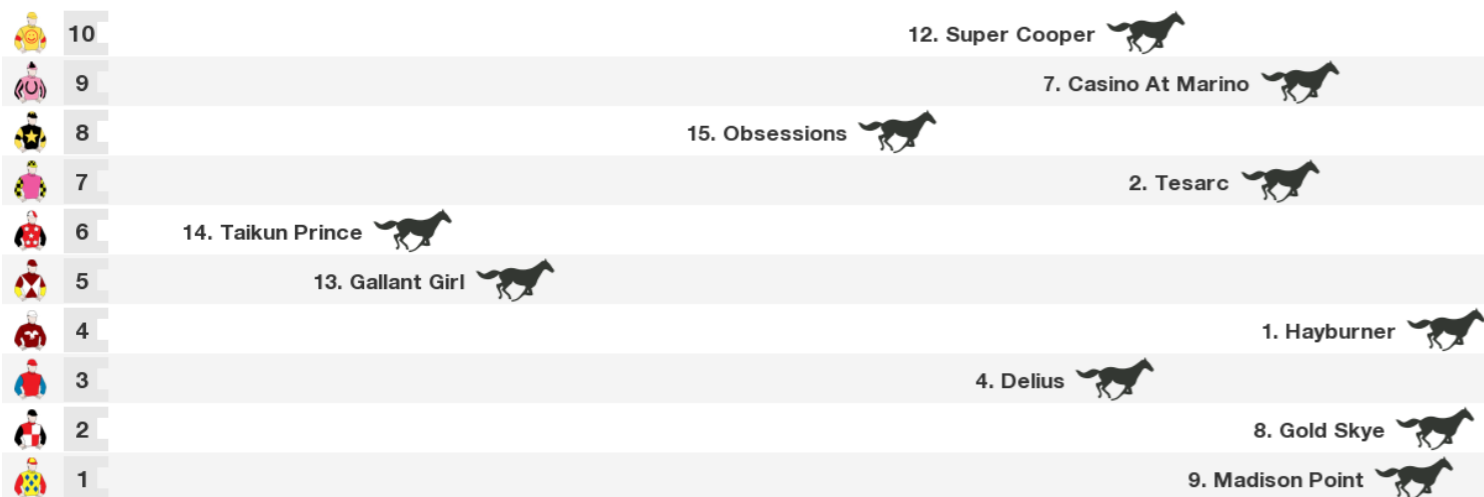 10 12. Super Cooper
9 7. Casino At Marino
8 15. Obsessions
7 2. Tesarc
6 14. Taikun Prince
5 13. Gallant Girl
4 1. Hayburner
3 4. Delius
2 8. Gold Skye
1 9. Madison Point